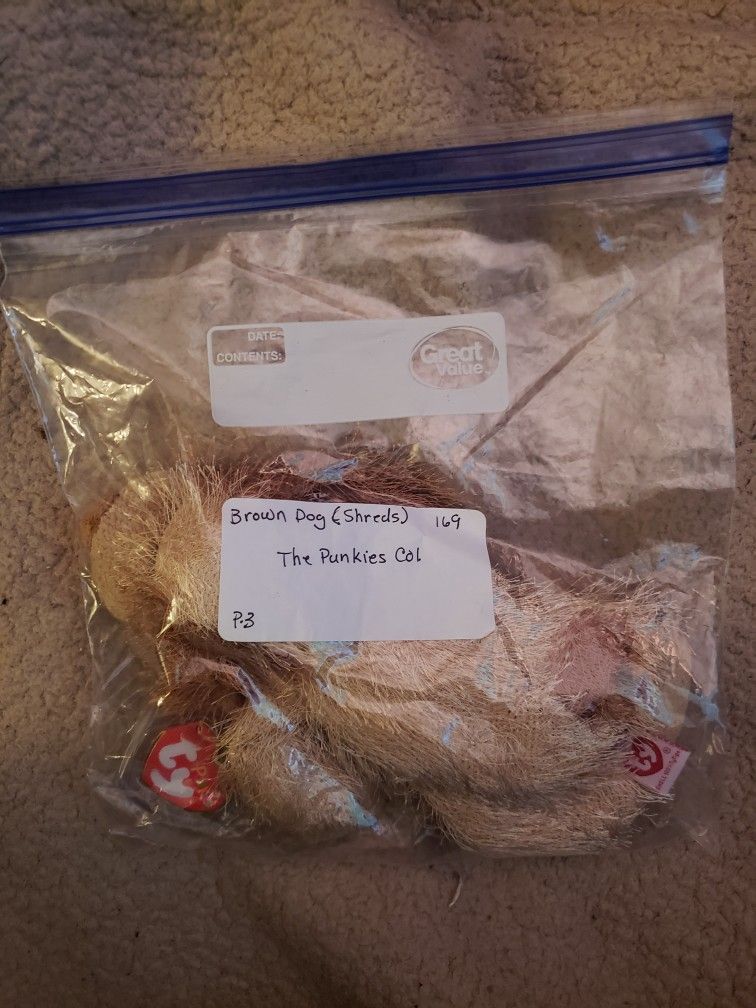 DATE:
CONTENTS:
Great
Value
Brown Dog (Shreds) 169
The Punkies Col
P.3
ty